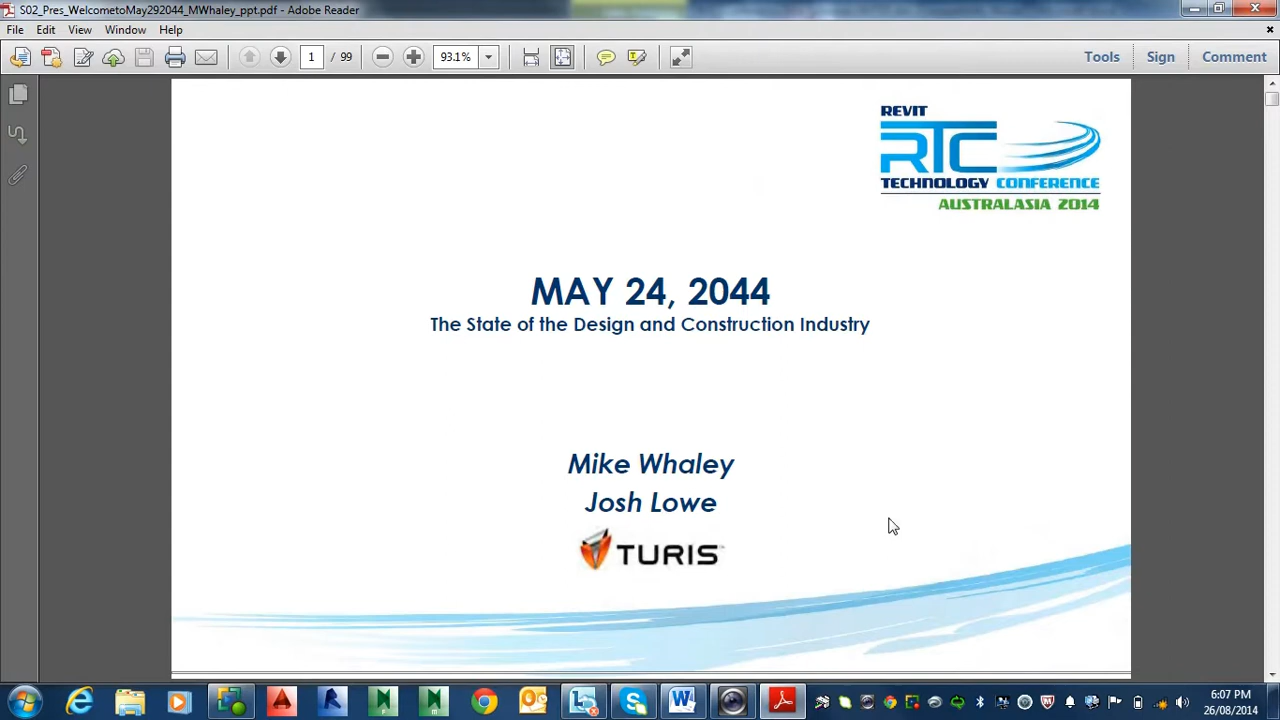 S02_Pres_WelcometoMay292044_MWhaley_ppt.pdf - Adobe Reader
File Edit View Window Help
1 / 99 93.1% Tools Sign Comment
REVIT
RTC
TECHNOLOGY CONFERENCE
AUSTRALASIA 2014
MAY 24, 2044
The State of the Design and Construction Industry
Mike Whaley
Josh Lowe
TURIS
6:07 PM
26/08/2014